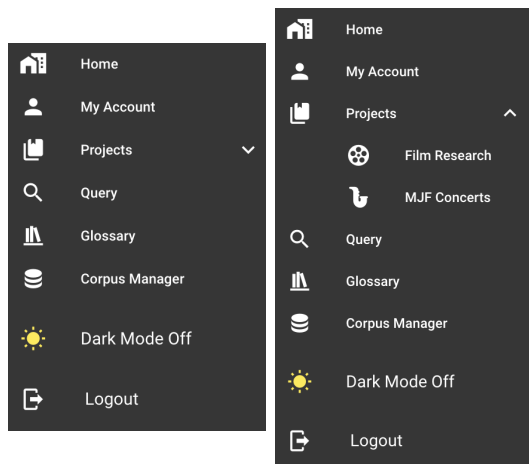 Home
My Account
Projects
Query
Glossary
Corpus Manager
Dark Mode Off
Logout
Home
My Account
Projects
Film Research
MJF Concerts
Query
Glossary
Corpus Manager
Dark Mode Off
Logout